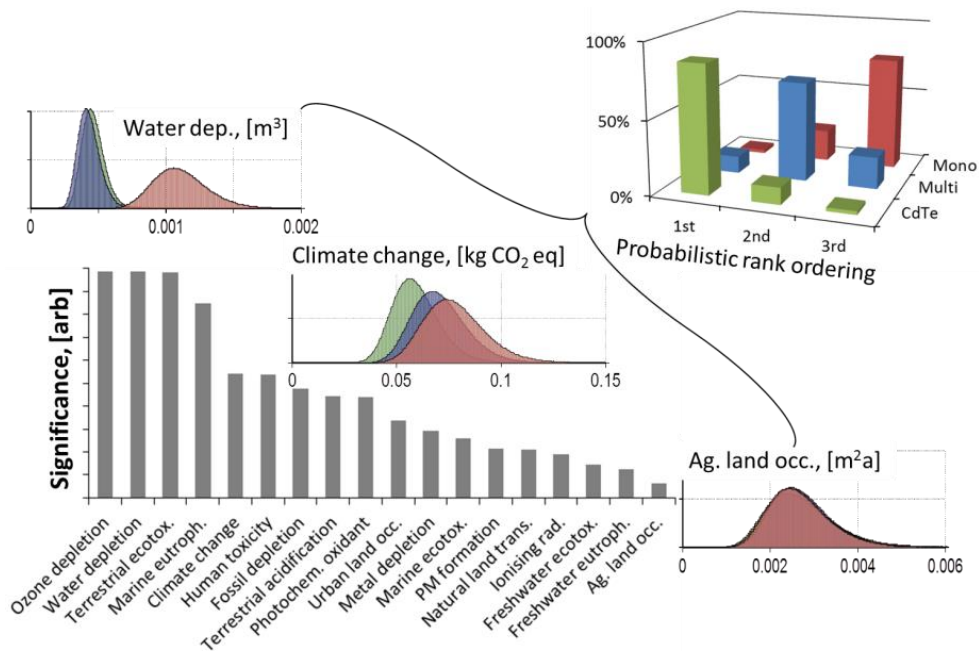 100%
50%
0%
1st
2nd
3rd
Mono
Multi
CdTe
Probabilistic rank ordering
Water dep., [m³]
0
0.001
0.002
Climate change, [kg CO₂ eq]
0
0.05
0.1
0.15
Significance, [arb]
Ozone depletion
Water depletion
Terrestrial ecotox.
Marine eutroph.
Climate change
Human toxicity
Fossil depletion
Terrestrial acidification
Photochem. oxidant
Urban land occ.
Metal depletion
Marine ecotox.
PM formation
Natural land trans.
Ionising rad.
Freshwater ecotox.
Freshwater eutroph.
Ag. land occ.
Ag. land occ., [m²a]
0
0.002
0.004
0.006